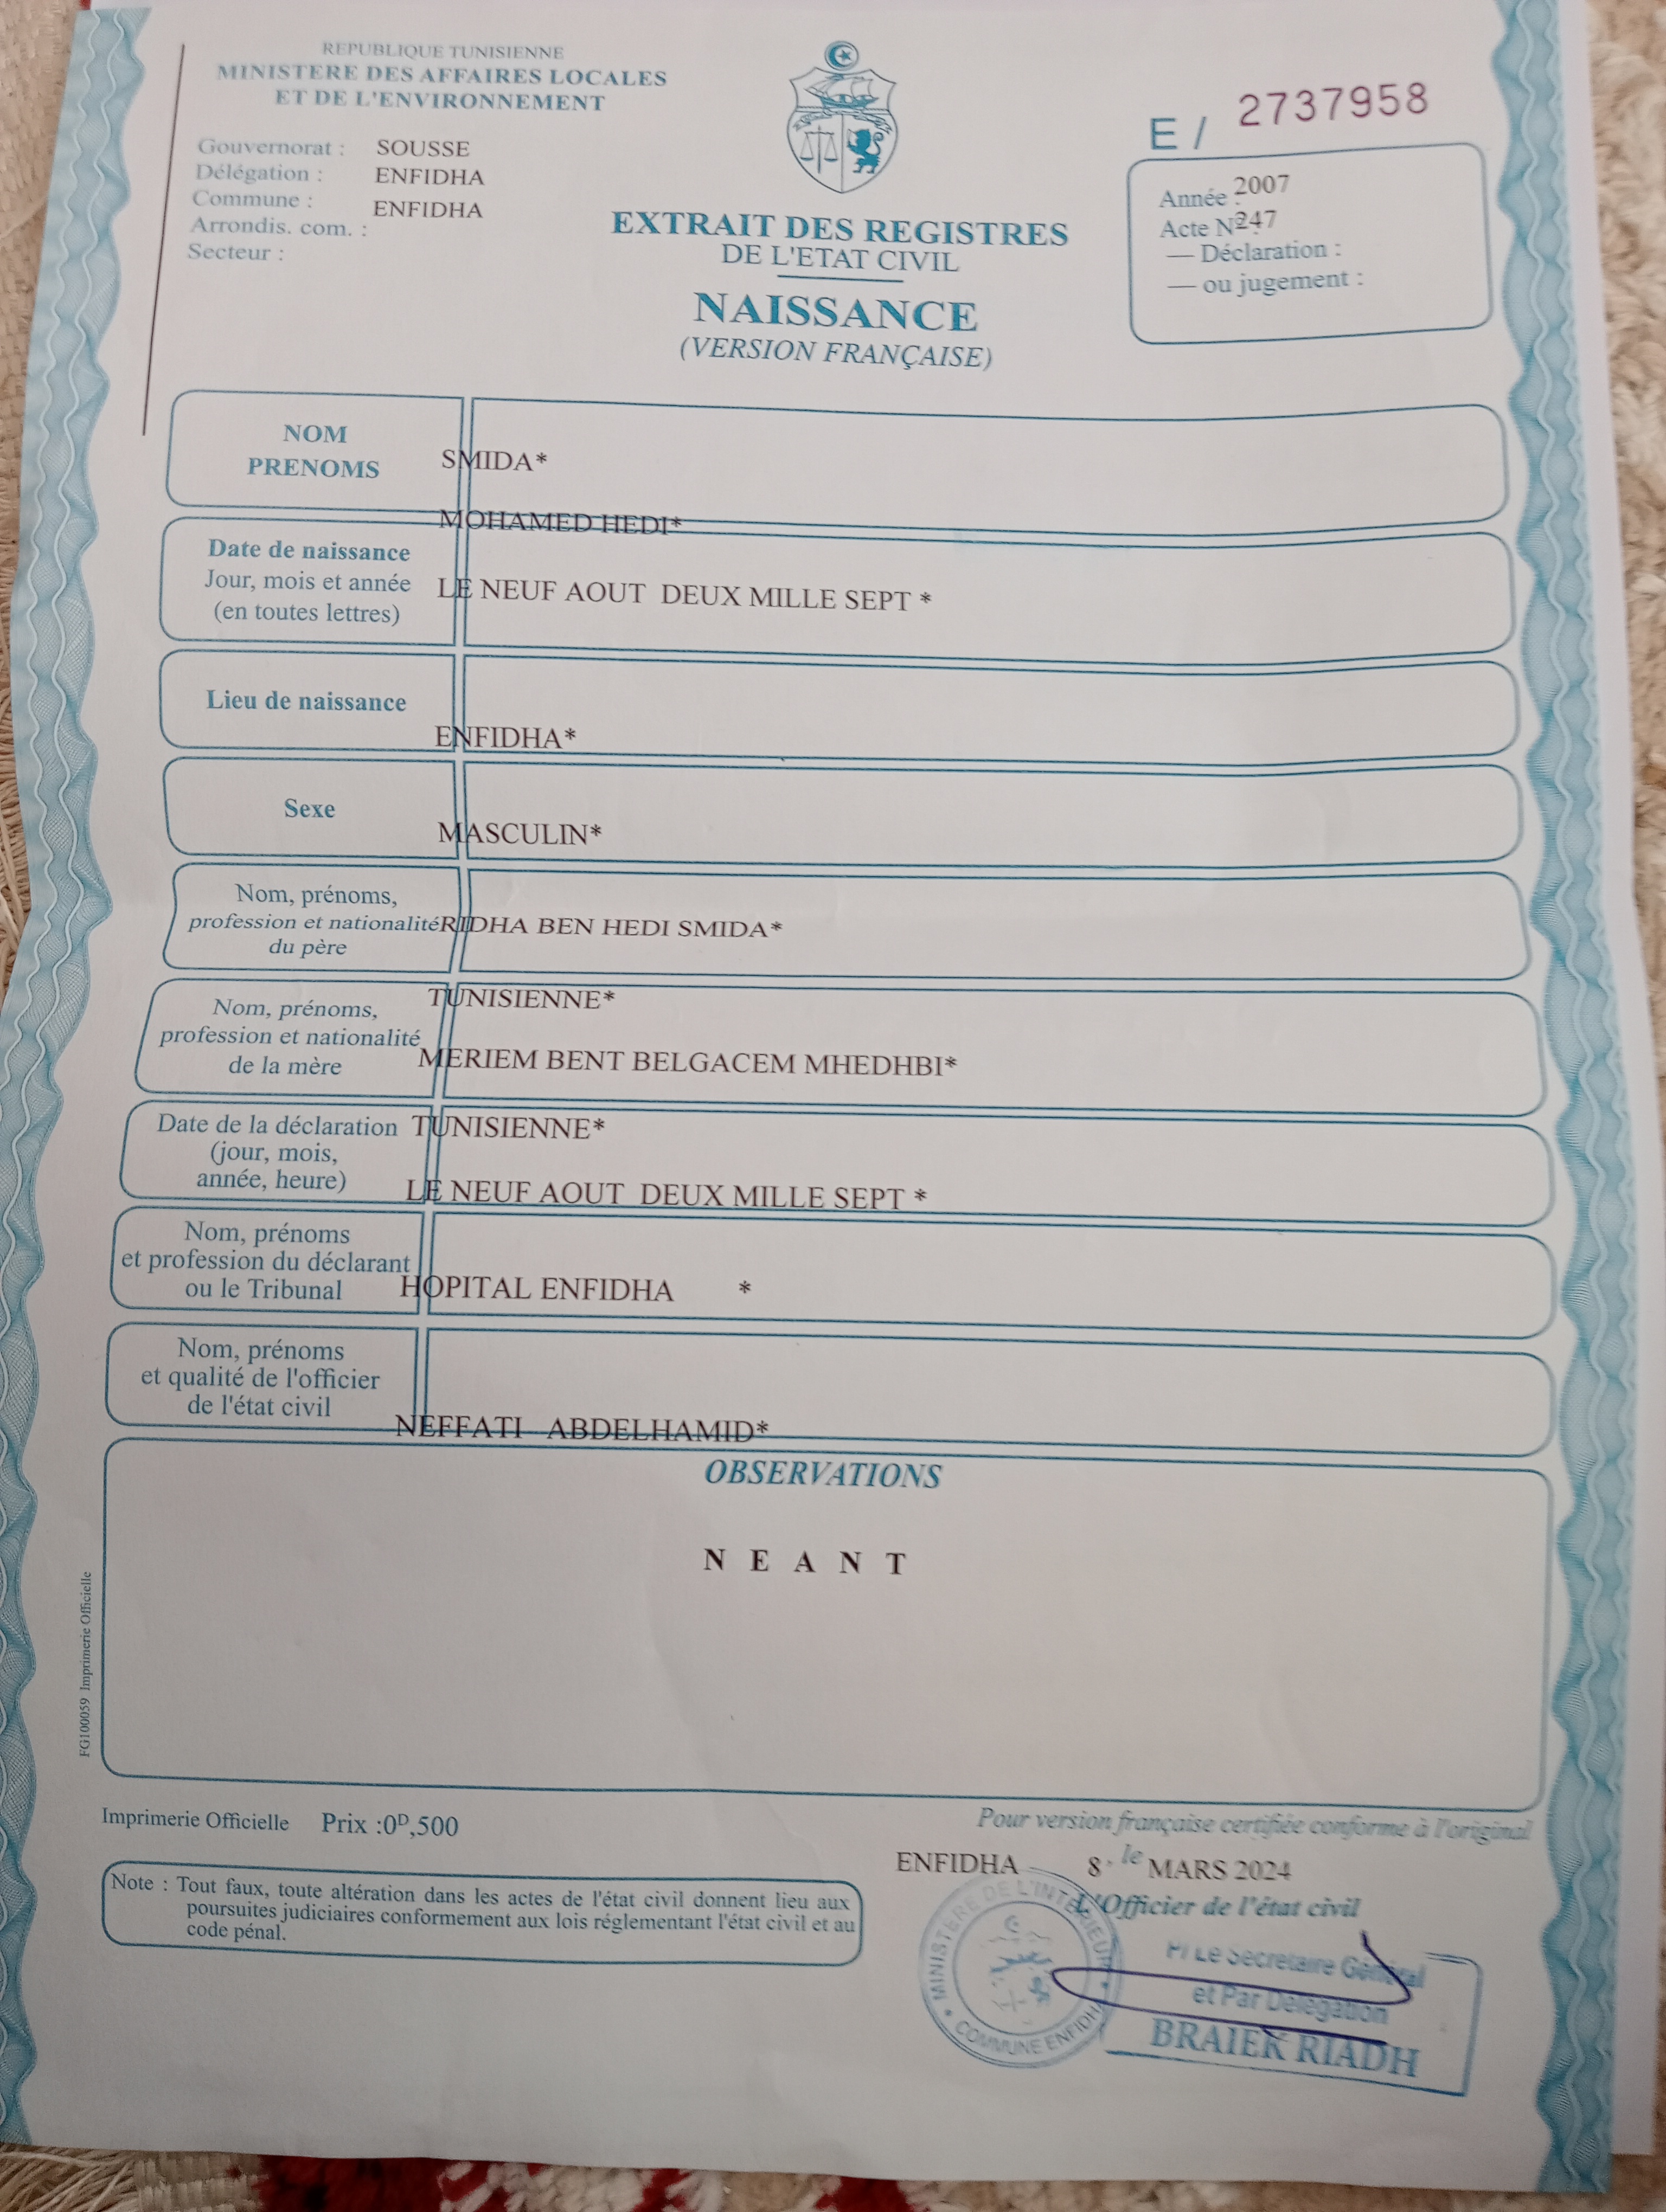 REPUBLIQUE TUNISIENNE
MINISTERE DES AFFAIRES LOCALES
ET DE L'ENVIRONNEMENT
Gouvernorat : SOUSSE
Délégation : ENFIDHA
Commune : ENFIDHA
Arrondis. com. :
Secteur :
E / 2737958
Année : 2007
Acte Nº 247
— Déclaration :
— ou jugement :
EXTRAIT DES REGISTRES
DE L'ETAT CIVIL
NAISSANCE
(VERSION FRANÇAISE)
NOM
PRENOMS
SMIDA*
MOHAMED HEDI*
Date de naissance
Jour, mois et année
(en toutes lettres)
LE NEUF AOUT DEUX MILLE SEPT *
Lieu de naissance
ENFIDHA*
Sexe
MASCULIN*
Nom, prénoms,
profession et nationalité
du père
RIDHA BEN HEDI SMIDA*
TUNISIENNE*
Nom, prénoms,
profession et nationalité
de la mère
MERIEM BENT BELGACEM MHEDHBI*
TUNISIENNE*
Date de la déclaration
(jour, mois,
année, heure)
LE NEUF AOUT DEUX MILLE SEPT *
Nom, prénoms
et profession du déclarant
ou le Tribunal
HOPITAL ENFIDHA *
Nom, prénoms
et qualité de l'officier
de l'état civil
NEFFATI ABDELHAMID*
OBSERVATIONS
N E A N T
FG100059 Imprimerie Officielle
Imprimerie Officielle Prix :0ᴰ,500
Pour version française certifiée conforme à l'original
ENFIDHA 8. le MARS 2024
L'Officier de l'état civil
Note : Tout faux, toute altération dans les actes de l'état civil donnent lieu aux
poursuites judiciaires conformement aux lois réglementant l'état civil et au
code pénal.
MINISTERE DE L'INTERIEUR
COMMUNE ENFIDHA
P/ Le Secretaire Général
et Par Délégation
BRAIEK RIADH